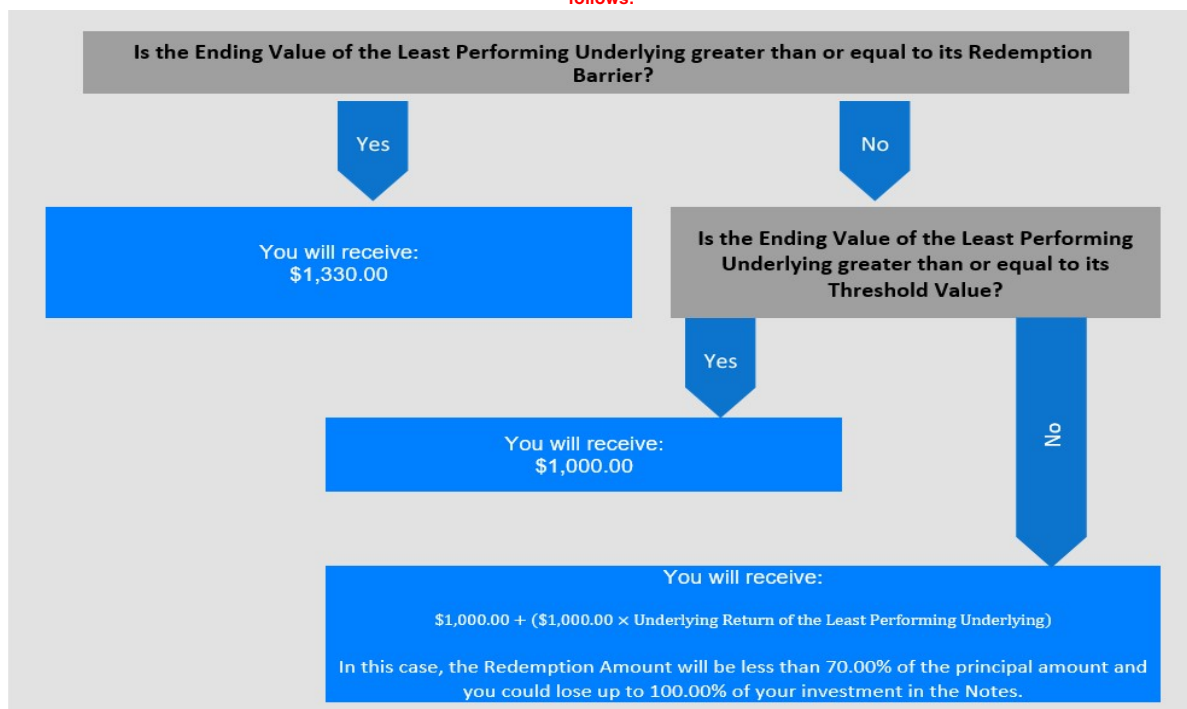 follows:
Is the Ending Value of the Least Performing Underlying greater than or equal to its Redemption
Barrier?
Yes
No
You will receive:
$1,330.00
Is the Ending Value of the Least Performing
Underlying greater than or equal to its
Threshold Value?
Yes
No
You will receive:
$1,000.00
You will receive:
$1,000.00 + ($1,000.00 × Underlying Return of the Least Performing Underlying)
In this case, the Redemption Amount will be less than 70.00% of the principal amount and
you could lose up to 100.00% of your investment in the Notes.